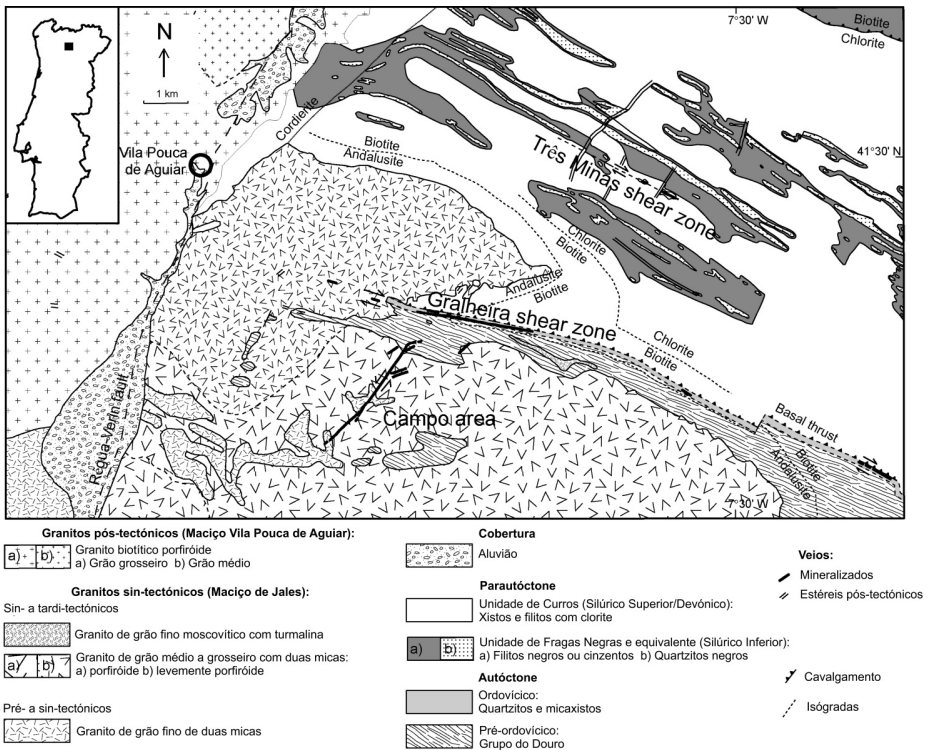 7°30' W
Biotite
Chlorite
N
1 km
Cordierite
Biotite
Andalusite
Vila Pouca
de Aguiar
41°30' N
Três Minas shear zone
Chlorite
Biotite
Andalusite
Biotite
Gralheira shear zone
Chlorite
Biotite
Basal thrust
Campo area
Régua-Verin fault
Biotite
Andalusite
7°30' W
Granitos pós-tectónicos (Maciço Vila Pouca de Aguiar):
a) b) Granito biotítico porfiróide
a) Grão grosseiro b) Grão médio
Granitos sin-tectónicos (Maciço de Jales):
Sin- a tardi-tectónicos
Granito de grão fino moscovítico com turmalina
a) b) Granito de grão médio a grosseiro com duas micas:
a) porfiróide b) levemente porfiróide
Pré- a sin-tectónicos
Granito de grão fino de duas micas
Cobertura
Aluvião
Parautóctone
Unidade de Curros (Silúrico Superior/Devónico):
Xistos e filitos com clorite
a) b) Unidade de Fragas Negras e equivalente (Silúrico Inferior):
a) Filitos negros ou cinzentos b) Quartzitos negros
Autóctone
Ordovícico:
Quartzitos e micaxistos
Pré-ordovícico:
Grupo do Douro
Veios:
Mineralizados
Estéreis pós-tectónicos
Cavalgamento
Isógradas